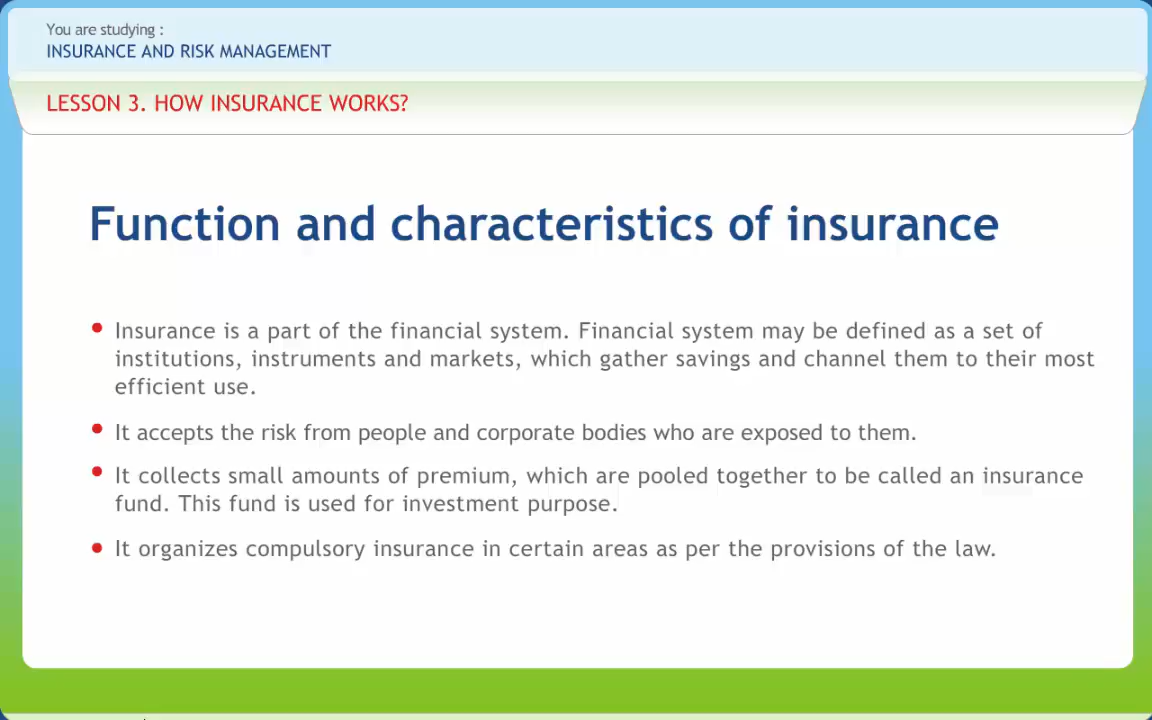 You are studying :
INSURANCE AND RISK MANAGEMENT
LESSON 3. HOW INSURANCE WORKS?
Function and characteristics of insurance
• Insurance is a part of the financial system. Financial system may be defined as a set of
institutions, instruments and markets, which gather savings and channel them to their most
efficient use.
• It accepts the risk from people and corporate bodies who are exposed to them.
• It collects small amounts of premium, which are pooled together to be called an insurance
fund. This fund is used for investment purpose.
• It organizes compulsory insurance in certain areas as per the provisions of the law.